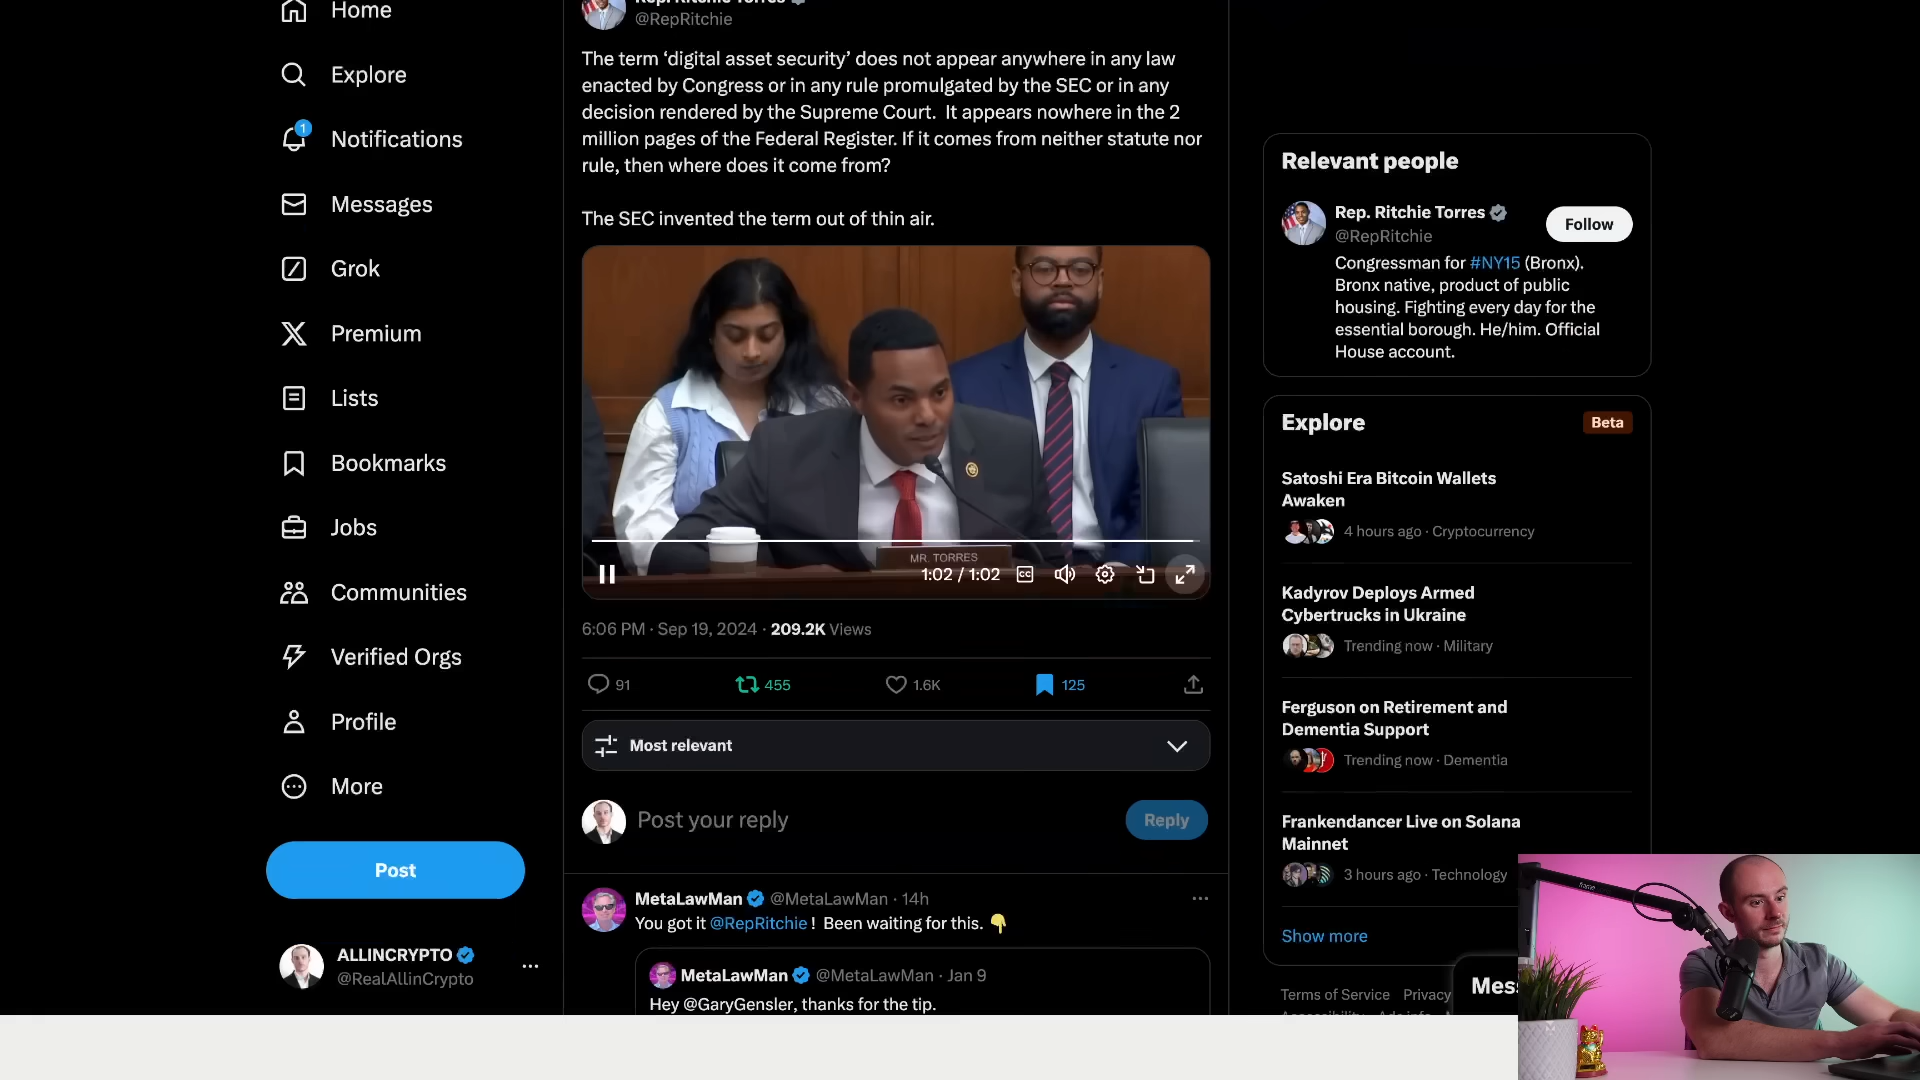 Home
Explore
1
Notifications
Messages
Grok
Premium
Lists
Bookmarks
Jobs
Communities
Verified Orgs
Profile
More
Post
ALLINCRYPTO
@RealAllinCrypto
Rep. Ritchie Torres
@RepRitchie
The term ‘digital asset security’ does not appear anywhere in any law
enacted by Congress or in any rule promulgated by the SEC or in any
decision rendered by the Supreme Court. It appears nowhere in the 2
million pages of the Federal Register. If it comes from neither statute nor
rule, then where does it come from?
The SEC invented the term out of thin air.
MR. TORRES
1:02 / 1:02
CC
6:06 PM · Sep 19, 2024 · 209.2K Views
91 455 1.6K 125
Most relevant
Post your reply
Reply
MetaLawMan @MetaLawMan · 14h
You got it @RepRitchie ! Been waiting for this.
MetaLawMan @MetaLawMan · Jan 9
Hey @GaryGensler, thanks for the tip.
Relevant people
Rep. Ritchie Torres
@RepRitchie
Follow
Congressman for #NY15 (Bronx).
Bronx native, product of public
housing. Fighting every day for the
essential borough. He/him. Official
House account.
Explore
Beta
Satoshi Era Bitcoin Wallets
Awaken
4 hours ago · Cryptocurrency
Kadyrov Deploys Armed
Cybertrucks in Ukraine
Trending now · Military
Ferguson on Retirement and
Dementia Support
Trending now · Dementia
Frankendancer Live on Solana
Mainnet
3 hours ago · Technology
Show more
Terms of Service Privacy
Mess